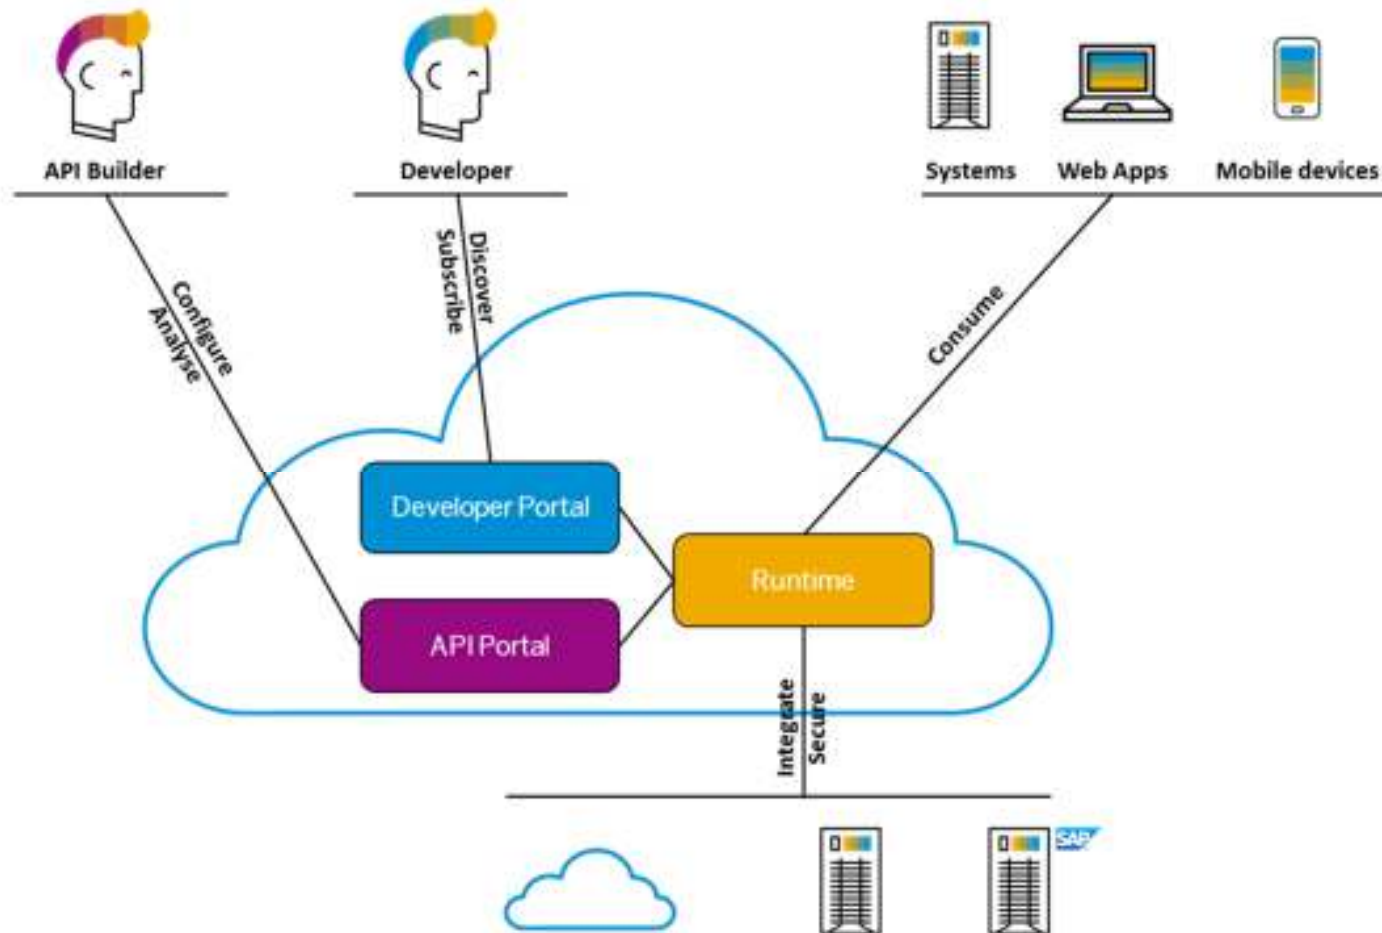 API Builder
Developer
Systems
Web Apps
Mobile devices
Configure
Analyse
Discover
Subscribe
Consume
Developer Portal
Runtime
API Portal
Integrate
Secure
SAP